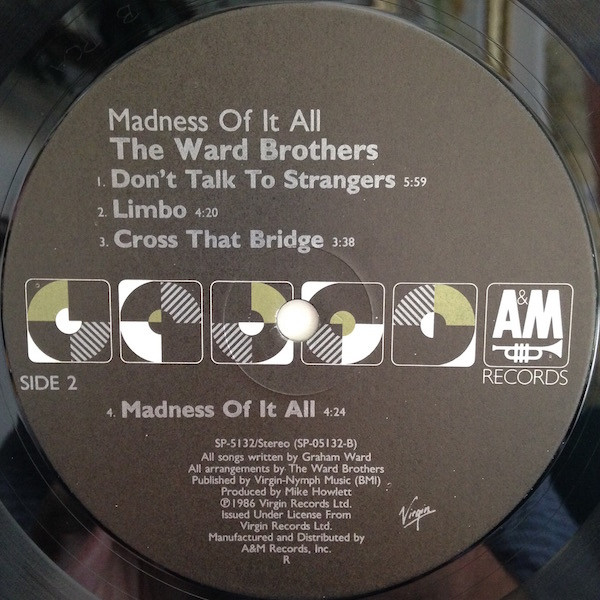 Madness Of It All
The Ward Brothers
1. Don't Talk To Strangers 5:59
2. Limbo 4:20
3. Cross That Bridge 3:38
A&M
RECORDS
SIDE 2
4. Madness Of It All 4:24
SP-5132/Stereo (SP-05132-B)
All songs written by Graham Ward
All arrangements by The Ward Brothers
Published by Virgin-Nymph Music (BMI)
Produced by Mike Howlett
℗1986 Virgin Records Ltd.
Issued Under License From
Virgin Records Ltd.
Manufactured and Distributed by
A&M Records, Inc.
R
Virgin